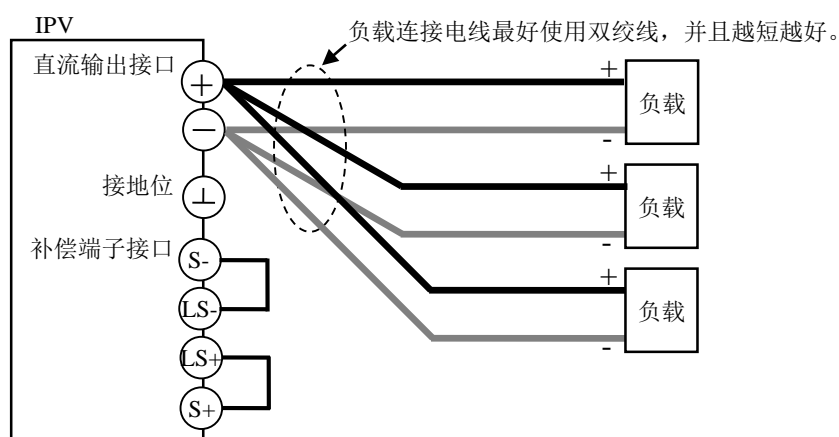 IPV
负载连接电线最好使用双绞线，并且越短越好。
直流输出接口
+
+
负载
-
-
接地位
⊥
+
负载
-
补偿端子接口
S-
LS-
+
负载
-
LS+
S+